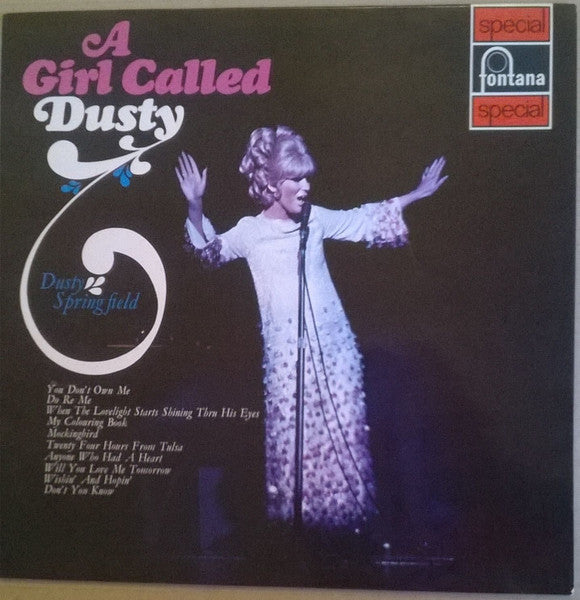 A
Girl Called
Dusty
special
fontana
special
Dusty
Springfield
You Don't Own Me
Do Re Me
When The Lovelight Starts Shining Thru His Eyes
My Colouring Book
Mockingbird
Twenty Four Hours From Tulsa
Anyone Who Had A Heart
Will You Love Me Tomorrow
Wishin' And Hopin'
Don't You Know